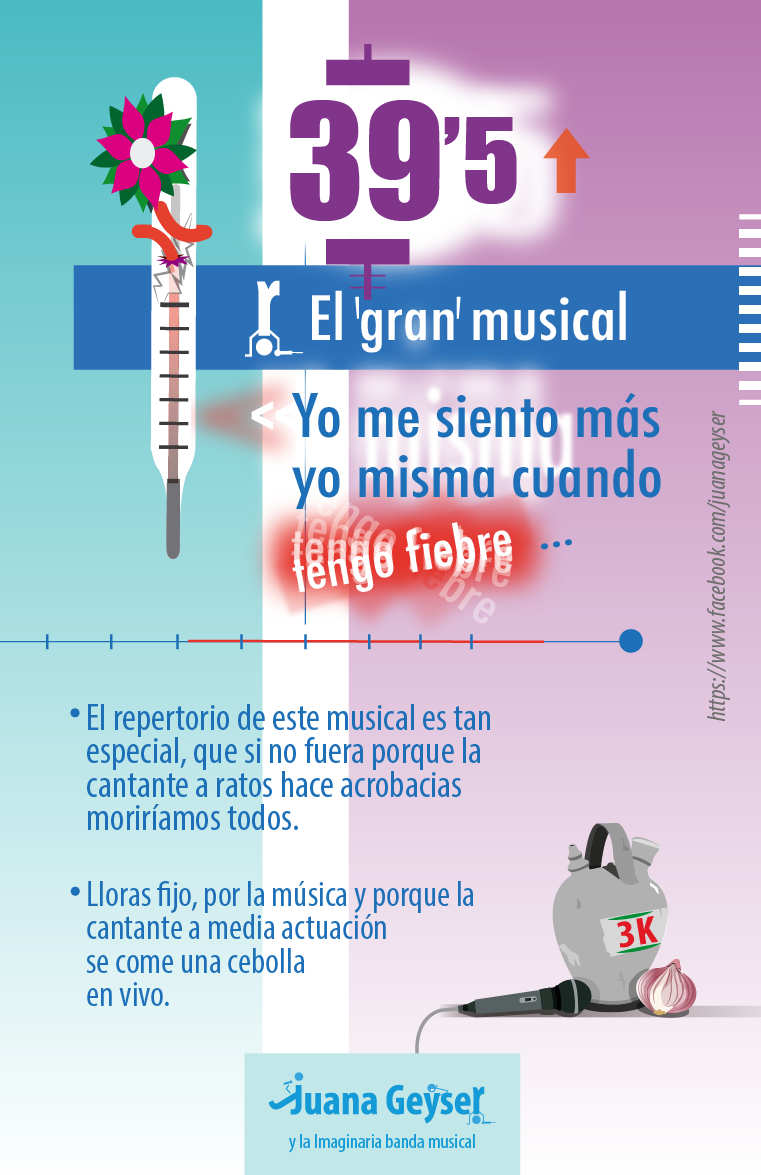 39'5
El 'gran' musical
«Yo me siento más
yo misma cuando
tengo fiebre ...
https://www.facebook.com/juanageyser
• El repertorio de este musical es tan
especial, que si no fuera porque la
cantante a ratos hace acrobacias
moriríamos todos.
• Lloras fijo, por la música y porque la
cantante a media actuación
se come una cebolla
en vivo.
3K
Juana Geyser
y la Imaginaria banda musical